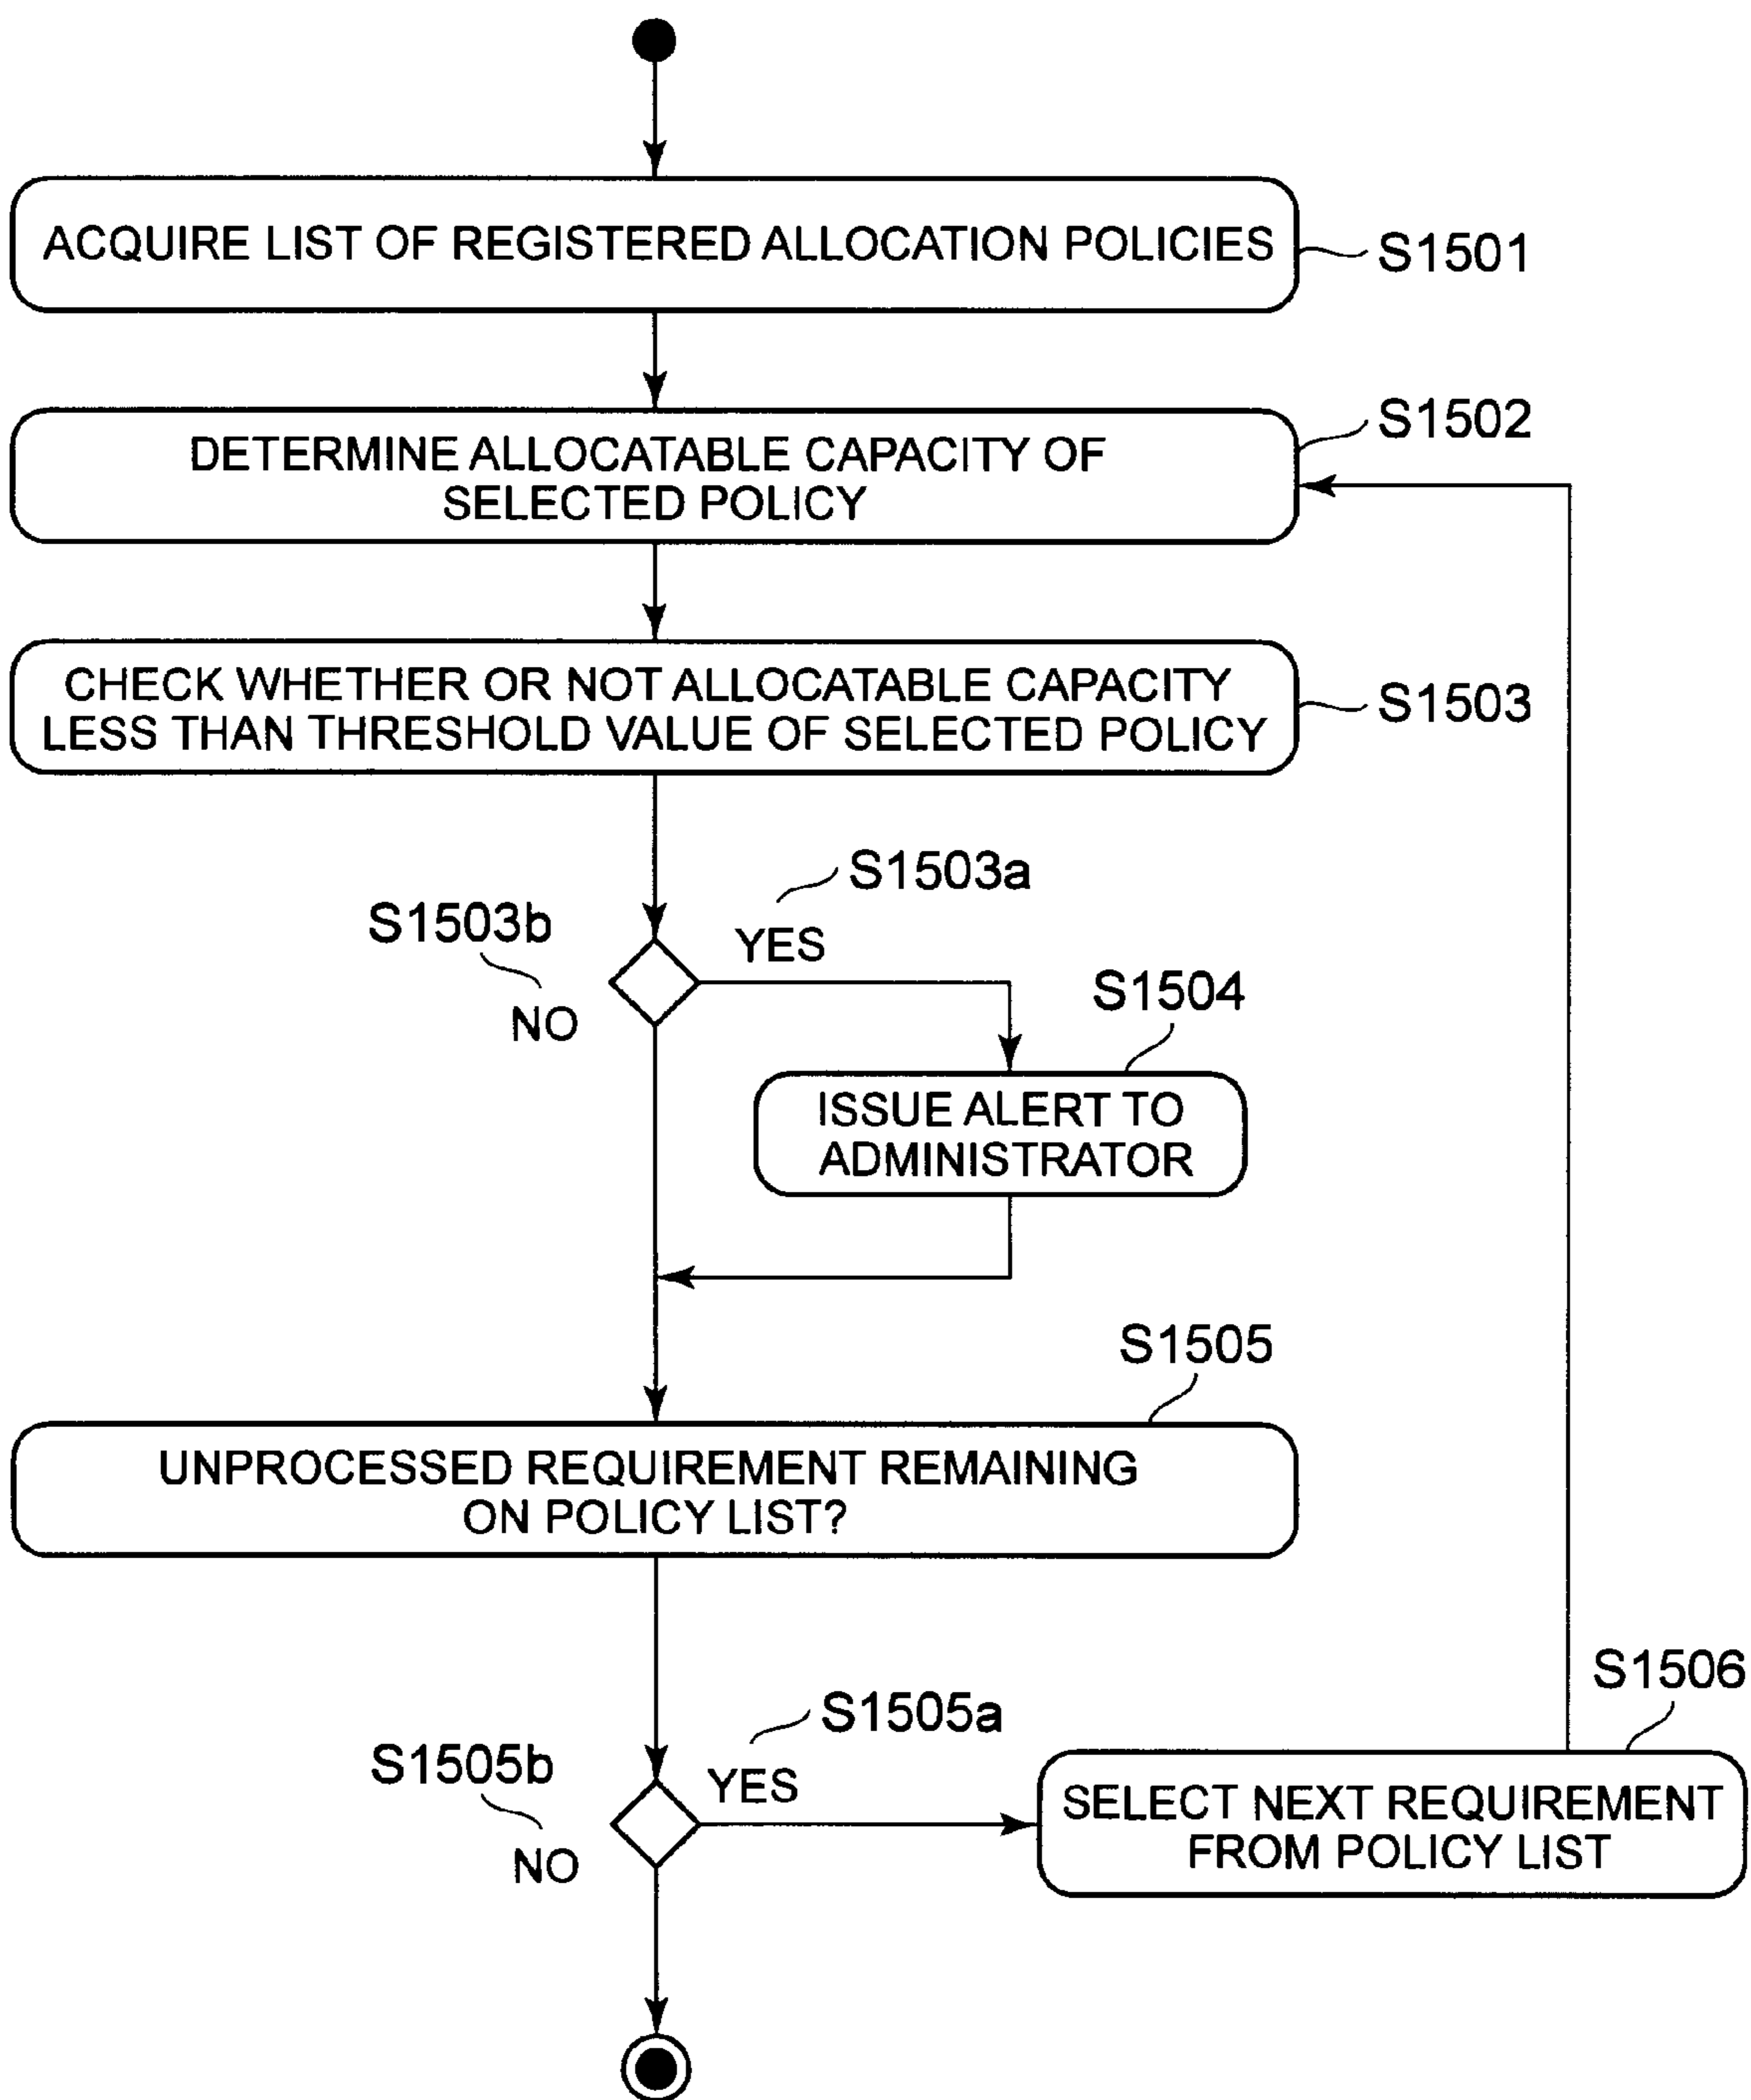 ACQUIRE LIST OF REGISTERED ALLOCATION POLICIES
S1501
S1502
DETERMINE ALLOCATABLE CAPACITY OF
SELECTED POLICY
CHECK WHETHER OR NOT ALLOCATABLE CAPACITY
LESS THAN THRESHOLD VALUE OF SELECTED POLICY
S1503
S1503a
S1503b
YES
NO
S1504
ISSUE ALERT TO
ADMINISTRATOR
S1505
UNPROCESSED REQUIREMENT REMAINING
ON POLICY LIST?
S1506
S1505a
S1505b
YES
NO
SELECT NEXT REQUIREMENT
FROM POLICY LIST